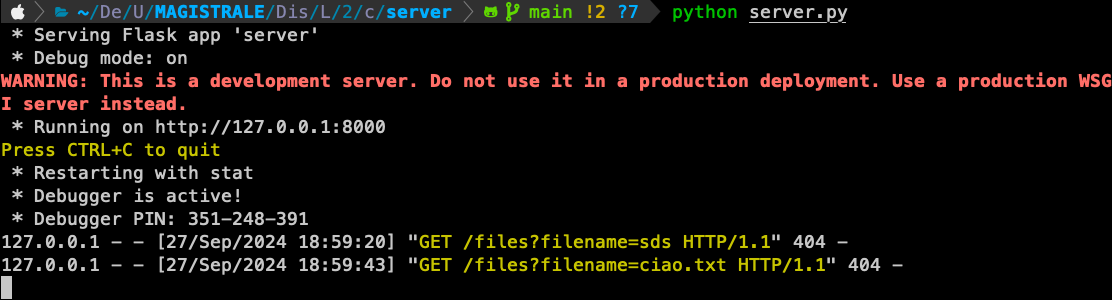 ~/De/U/MAGISTRALE/Dis/L/2/c/server main !2 ?7 python server.py
* Serving Flask app 'server'
* Debug mode: on
WARNING: This is a development server. Do not use it in a production deployment. Use a production WSG
I server instead.
* Running on http://127.0.0.1:8000
Press CTRL+C to quit
* Restarting with stat
* Debugger is active!
* Debugger PIN: 351-248-391
127.0.0.1 - - [27/Sep/2024 18:59:20] "GET /files?filename=sds HTTP/1.1" 404 -
127.0.0.1 - - [27/Sep/2024 18:59:43] "GET /files?filename=ciao.txt HTTP/1.1" 404 -